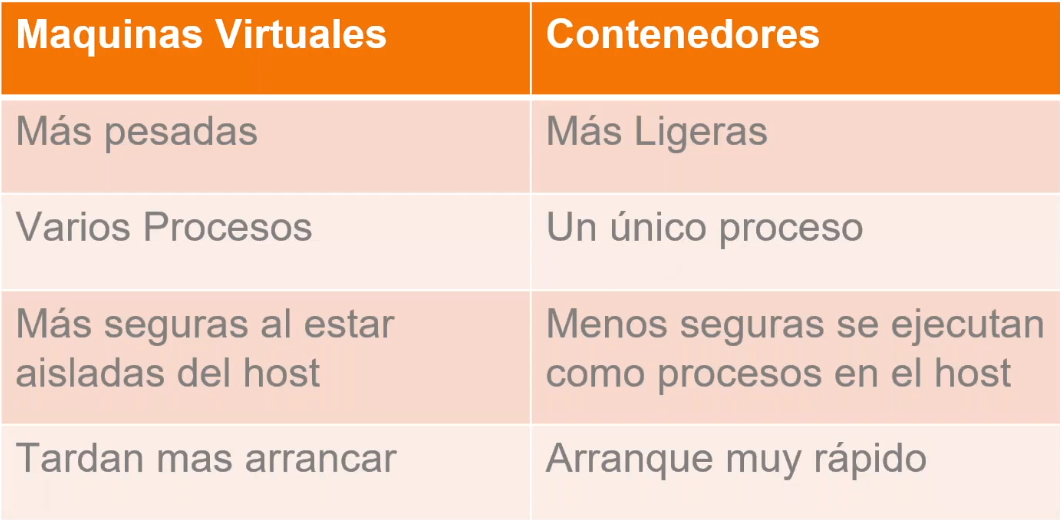 Maquinas Virtuales
Contenedores
Más pesadas
Más Ligeras
Varios Procesos
Un único proceso
Más seguras al estar
aisladas del host
Menos seguras se ejecutan
como procesos en el host
Tardan mas arrancar
Arranque muy rápido